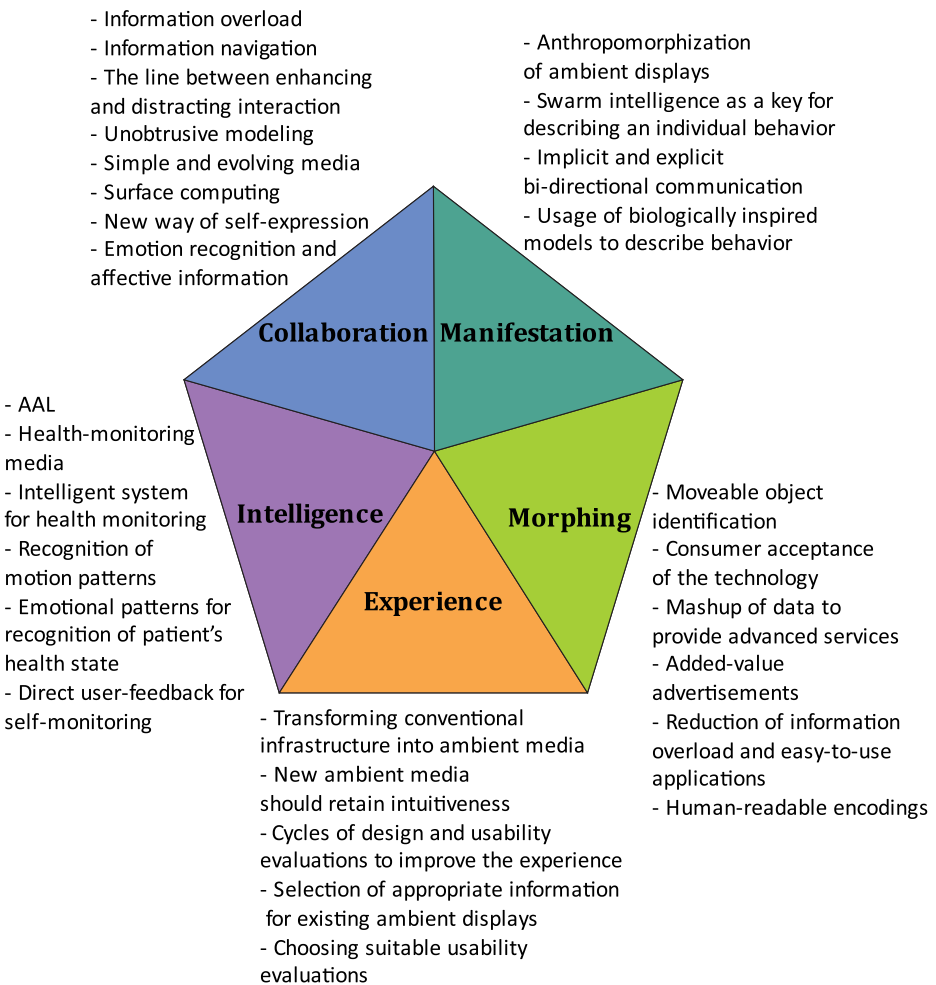 - Information overload
- Information navigation
- The line between enhancing
and distracting interaction
- Unobtrusive modeling
- Simple and evolving media
- Surface computing
- New way of self-expression
- Emotion recognition and
affective information
- Anthropomorphization
of ambient displays
- Swarm intelligence as a key for
describing an individual behavior
- Implicit and explicit
bi-directional communication
- Usage of biologically inspired
models to describe behavior
Collaboration
Manifestation
- AAL
- Health-monitoring
media
- Intelligent system
for health monitoring
- Recognition of
motion patterns
- Emotional patterns for
recognition of patient's
health state
- Direct user-feedback for
self-monitoring
Intelligence
Morphing
Experience
- Moveable object
identification
- Consumer acceptance
of the technology
- Mashup of data to
provide advanced services
- Added-value
advertisements
- Reduction of information
overload and easy-to-use
applications
- Human-readable encodings
- Transforming conventional
infrastructure into ambient media
- New ambient media
should retain intuitiveness
- Cycles of design and usability
evaluations to improve the experience
- Selection of appropriate information
for existing ambient displays
- Choosing suitable usability
evaluations